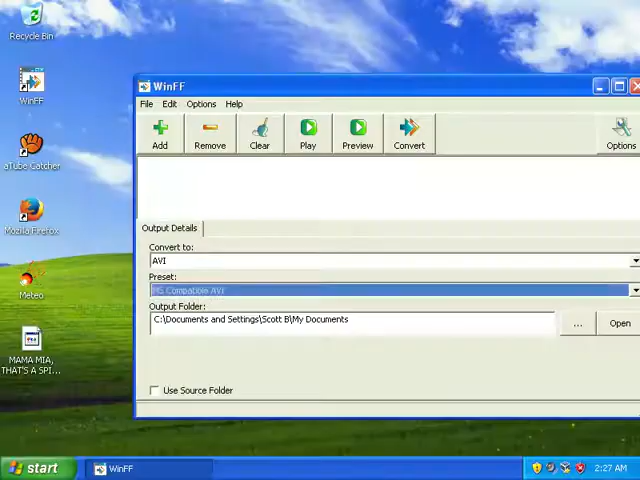 Recycle Bin
WinFF
aTube Catcher
Mozilla Firefox
Meteo
MAMA MIA,
THAT'S A SPI...
WinFF
File Edit Options Help
Add Remove Clear Play Preview Convert Options
Output Details
Convert to:
AVI
Preset:
MS Compatible AVI
Output Folder:
C:\Documents and Settings\Scott B\My Documents
... Open
Use Source Folder
start WinFF 2:27 AM